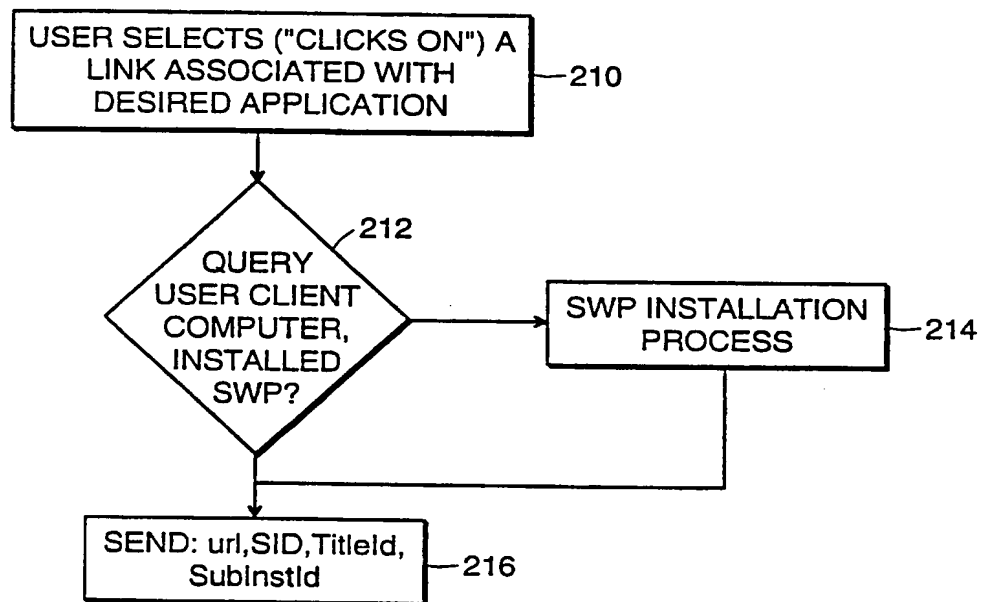 USER SELECTS ("CLICKS ON") A
LINK ASSOCIATED WITH
DESIRED APPLICATION
210
212
QUERY
USER CLIENT
COMPUTER,
INSTALLED
SWP?
SWP INSTALLATION
PROCESS
214
SEND: url,SID,TitleId,
SubInstId
216